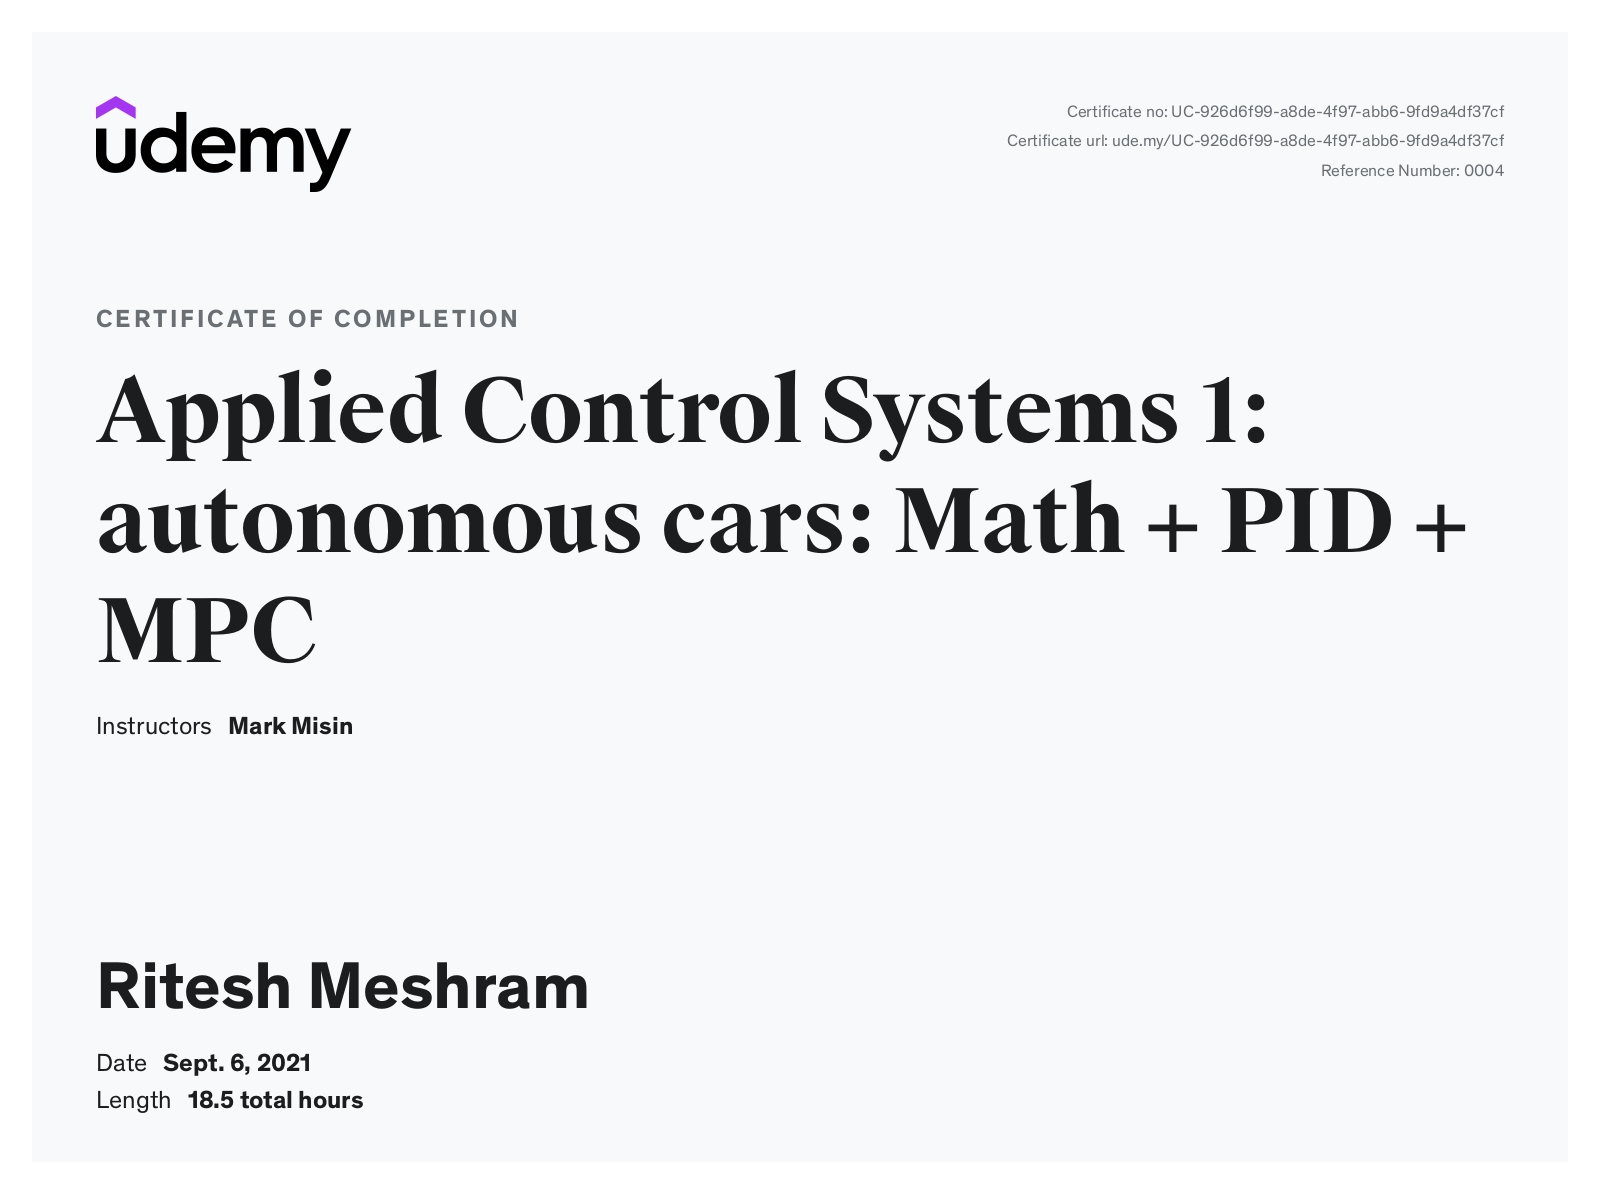 udemy
Certificate no: UC-926d6f99-a8de-4f97-abb6-9fd9a4df37cf
Certificate url: ude.my/UC-926d6f99-a8de-4f97-abb6-9fd9a4df37cf
Reference Number: 0004
CERTIFICATE OF COMPLETION
Applied Control Systems 1:
autonomous cars: Math + PID +
MPC
Instructors Mark Misin
Ritesh Meshram
Date Sept. 6, 2021
Length 18.5 total hours